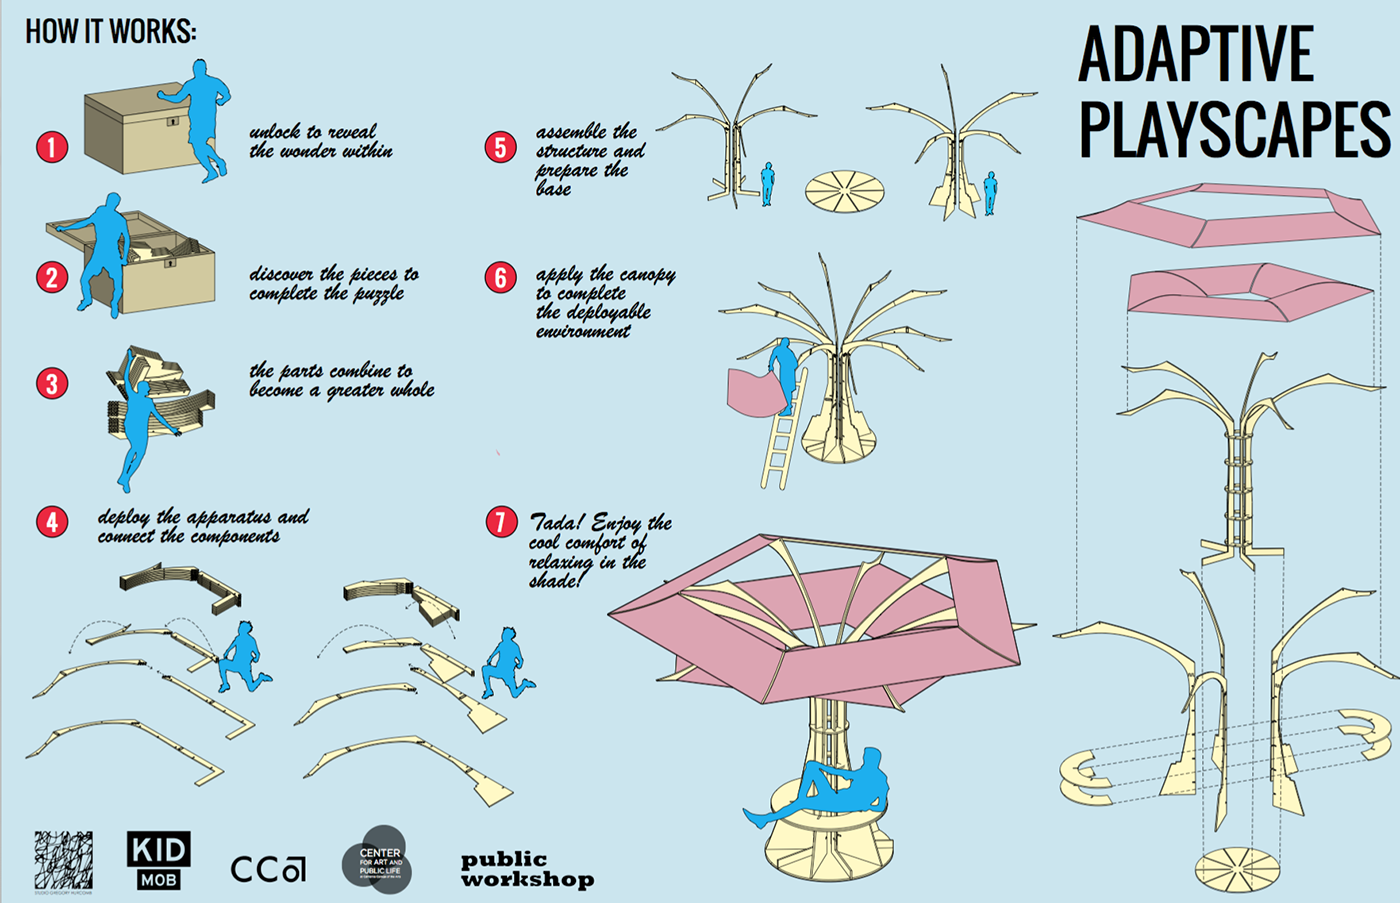 HOW IT WORKS:
ADAPTIVE
PLAYSCAPES
1
unlock to reveal
the wonder within
2
discover the pieces to
complete the puzzle
3
the parts combine to
become a greater whole
4
deploy the apparatus and
connect the components
5
assemble the
structure and
prepare the
base
6
apply the canopy
to complete
the deployable
environment
7
Tada! Enjoy the
cool comfort of
relaxing in the
shade!
KID
MOB
cca
CENTER
FOR ART AND
PUBLIC LIFE
public
workshop